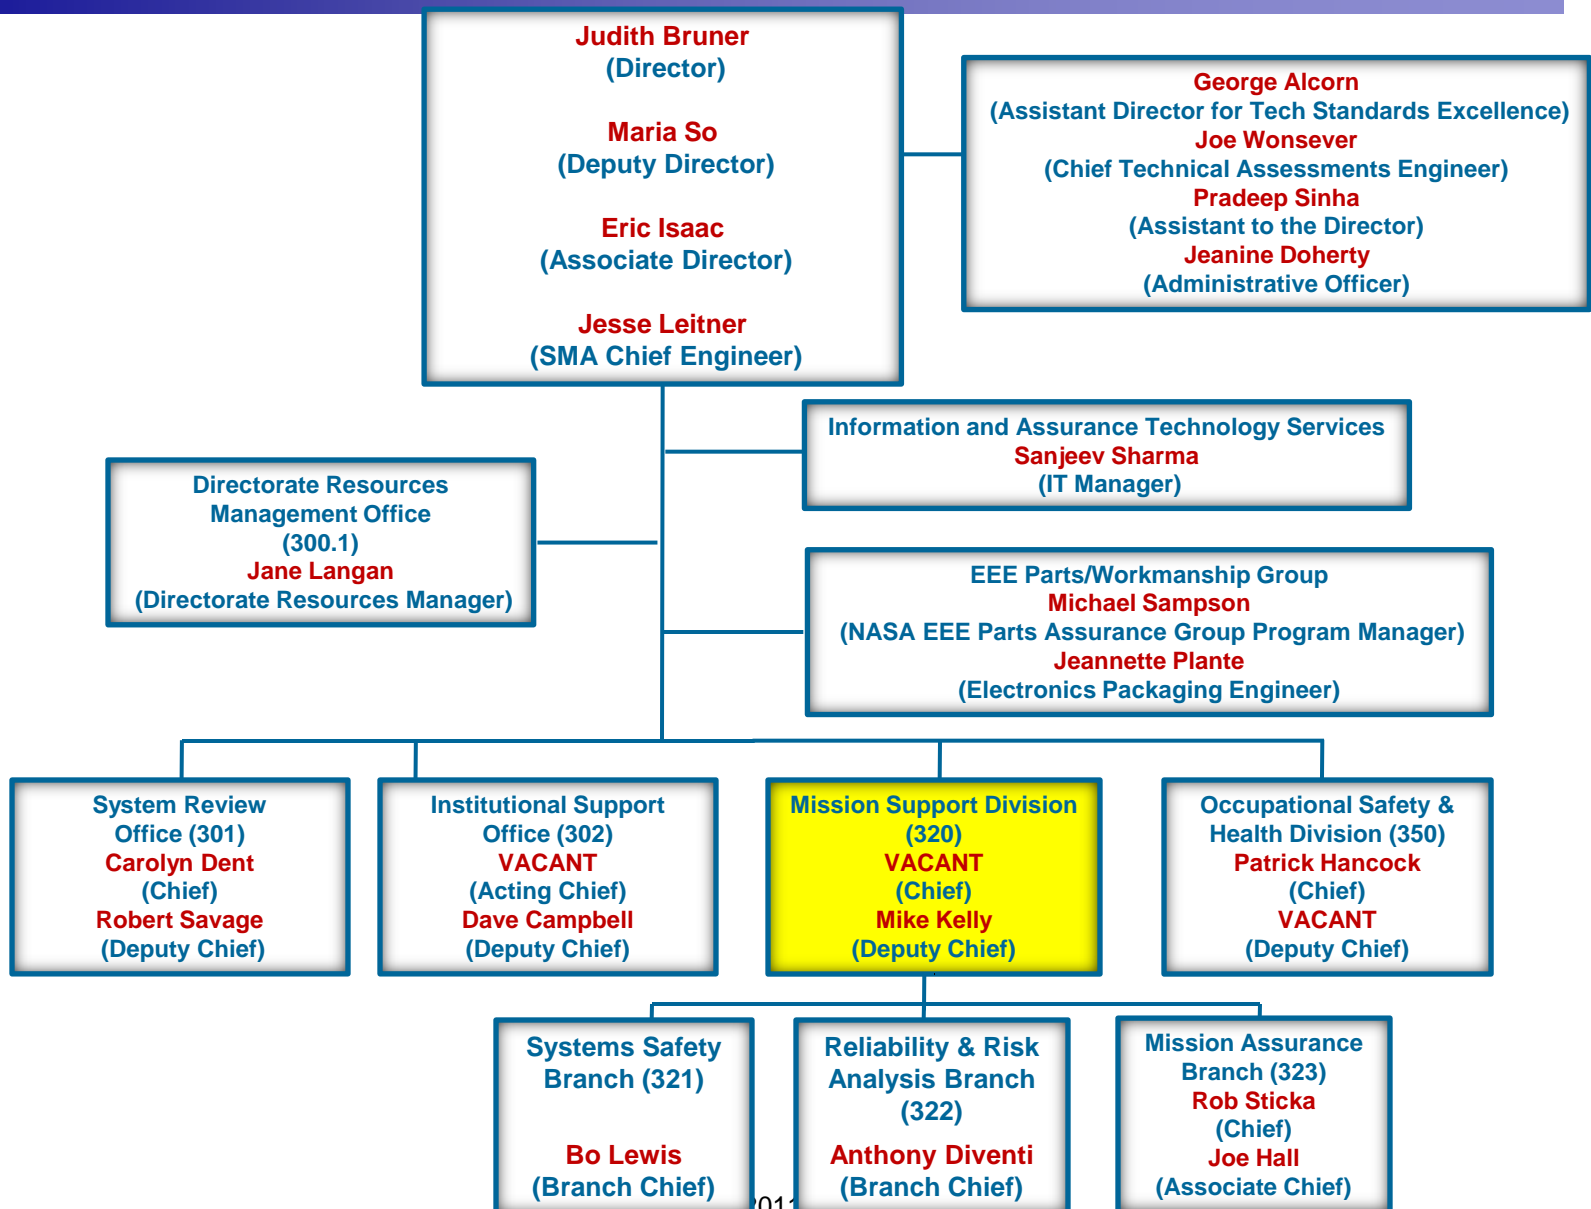 Judith Bruner
(Director)
Maria So
(Deputy Director)
Eric Isaac
(Associate Director)
Jesse Leitner
(SMA Chief Engineer)
George Alcorn
(Assistant Director for Tech Standards Excellence)
Joe Wonsever
(Chief Technical Assessments Engineer)
Pradeep Sinha
(Assistant to the Director)
Jeanine Doherty
(Administrative Officer)
Information and Assurance Technology Services
Sanjeev Sharma
(IT Manager)
Directorate Resources
Management Office
(300.1)
Jane Langan
(Directorate Resources Manager)
EEE Parts/Workmanship Group
Michael Sampson
(NASA EEE Parts Assurance Group Program Manager)
Jeannette Plante
(Electronics Packaging Engineer)
System Review
Office (301)
Carolyn Dent
(Chief)
Robert Savage
(Deputy Chief)
Institutional Support
Office (302)
VACANT
(Acting Chief)
Dave Campbell
(Deputy Chief)
Mission Support Division
(320)
VACANT
(Chief)
Mike Kelly
(Deputy Chief)
Occupational Safety &
Health Division (350)
Patrick Hancock
(Chief)
VACANT
(Deputy Chief)
Systems Safety
Branch (321)
Bo Lewis
(Branch Chief)
Reliability & Risk
Analysis Branch
(322)
Anthony Diventi
(Branch Chief)
Mission Assurance
Branch (323)
Rob Sticka
(Chief)
Joe Hall
(Associate Chief)